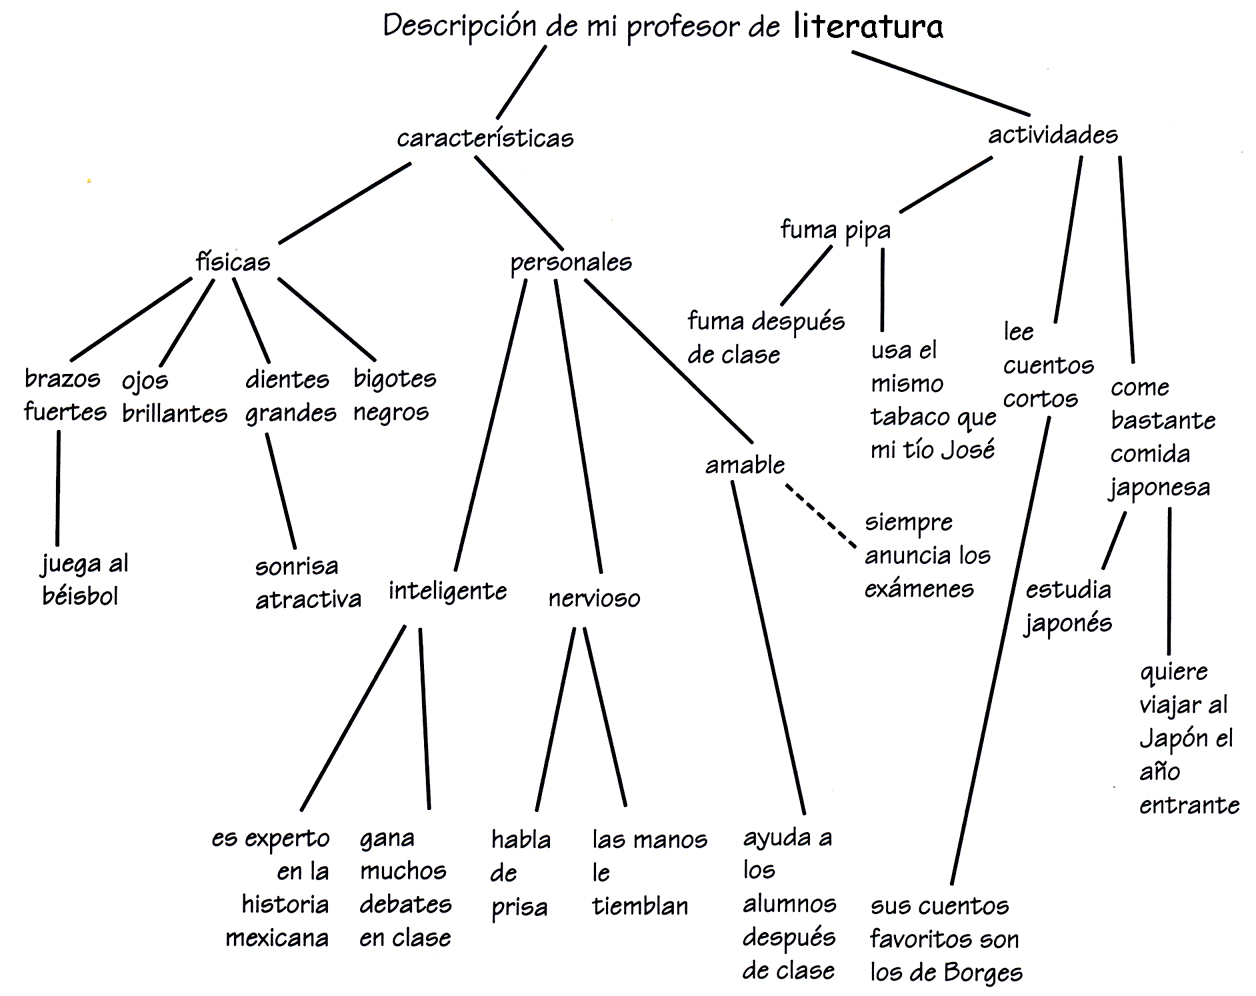 Descripción de mi profesor de literatura
características
actividades
físicas
personales
fuma pipa
fuma después
de clase
usa el
mismo
tabaco que
mi tío José
lee
cuentos
cortos
come
bastante
comida
japonesa
brazos
fuertes
ojos
brillantes
dientes
grandes
bigotes
negros
amable
siempre
anuncia los
exámenes
juega al
béisbol
sonrisa
atractiva
inteligente
nervioso
estudia
japonés
quiere
viajar al
Japón el
año
entrante
es experto
en la
historia
mexicana
gana
muchos
debates
en clase
habla
de
prisa
las manos
le
tiemblan
ayuda a
los
alumnos
después
de clase
sus cuentos
favoritos son
los de Borges